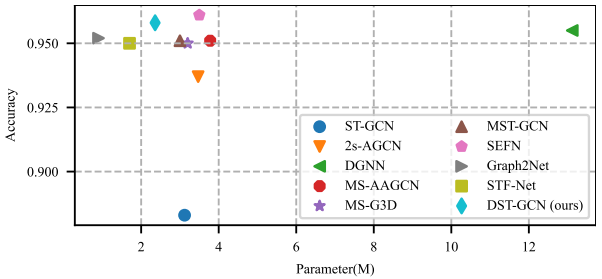 0.950
0.925
0.900
Accuracy
ST-GCN
2s-AGCN
DGNN
MS-AAGCN
MS-G3D
MST-GCN
SEFN
Graph2Net
STF-Net
DST-GCN (ours)
2 4 6 8 10 12
Parameter(M)